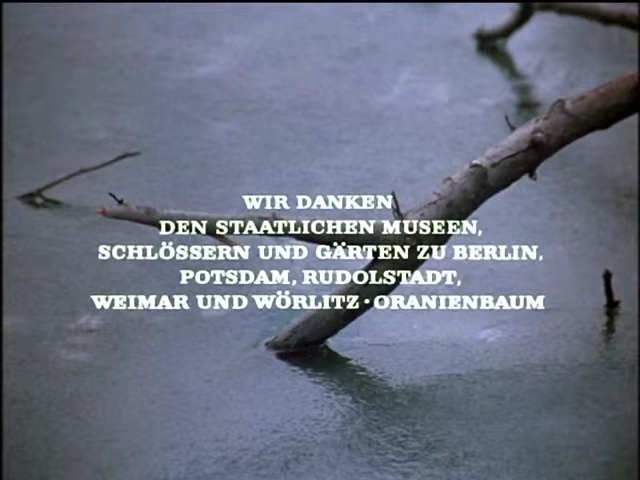 WIR DANKEN
DEN STAATLICHEN MUSEEN,
SCHLÖSSERN UND GÄRTEN ZU BERLIN,
POTSDAM, RUDOLSTADT,
WEIMAR UND WÖRLITZ · ORANIENBAUM